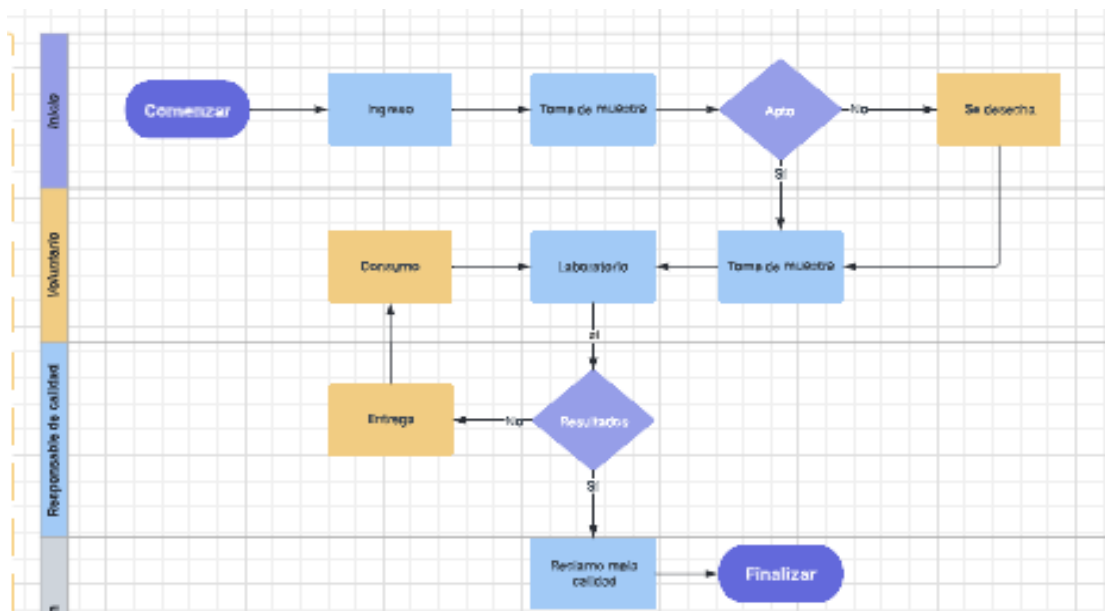 Inicio
Comenzar
Ingreso
Toma de muestra
Apto
No
Se desecha
Si
Voluntario
Consumo
Laboratorio
Toma de muestra
si
Responsable de calidad
Entrega
No
Resultados
Si
Reclamo mala
calidad
Finalizar